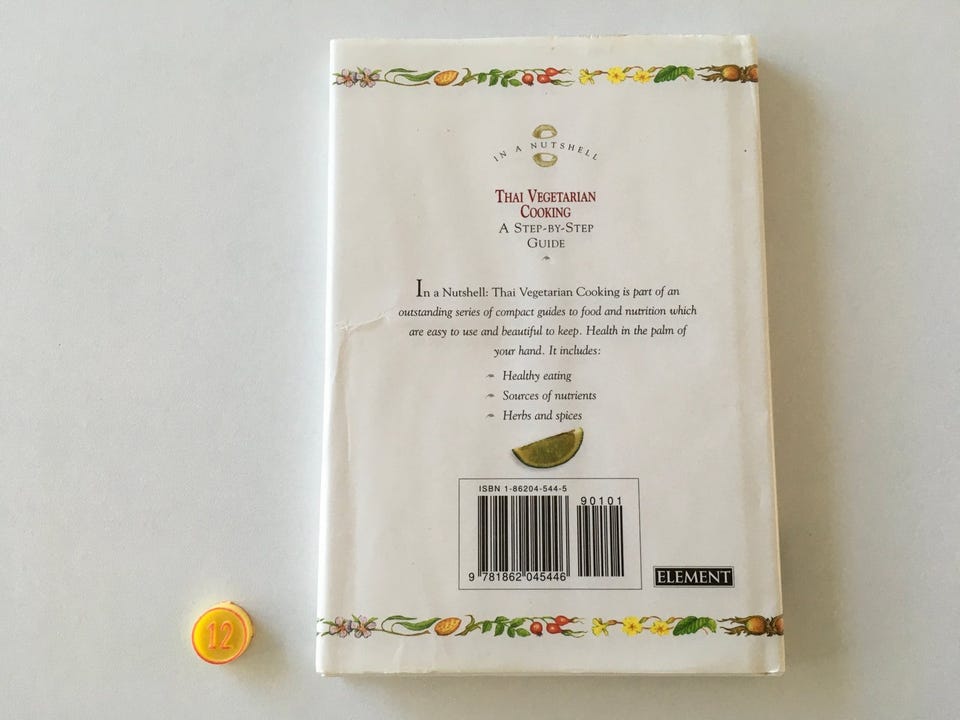 IN A NUTSHELL
THAI VEGETARIAN
COOKING
A STEP-BY-STEP
GUIDE
In a Nutshell: Thai Vegetarian Cooking is part of an
outstanding series of compact guides to food and nutrition which
are easy to use and beautiful to keep. Health in the palm of
your hand. It includes:
Healthy eating
Sources of nutrients
Herbs and spices
ISBN 1-86204-544-5
90101
9 781862 045446
ELEMENT
12